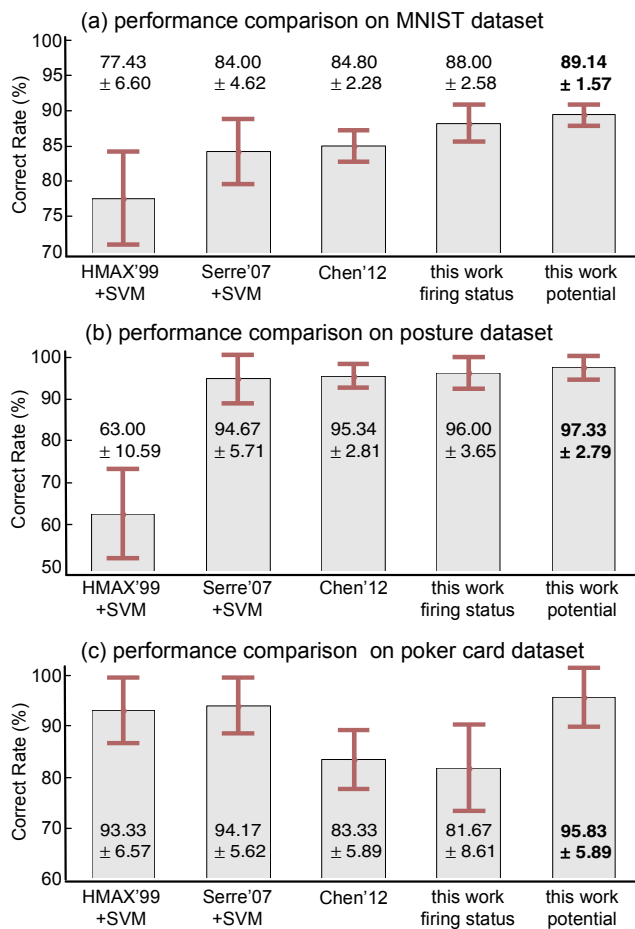 (a) performance comparison on MNIST dataset
Correct Rate (%)
100
95
90
85
80
75
70
77.43
± 6.60
84.00
± 4.62
84.80
± 2.28
88.00
± 2.58
89.14
± 1.57
HMAX'99
+SVM
Serre'07
+SVM
Chen'12
this work
firing status
this work
potential
(b) performance comparison on posture dataset
Correct Rate (%)
100
90
80
70
60
50
63.00
± 10.59
94.67
± 5.71
95.34
± 2.81
96.00
± 3.65
97.33
± 2.79
HMAX'99
+SVM
Serre'07
+SVM
Chen'12
this work
firing status
this work
potential
(c) performance comparison on poker card dataset
Correct Rate (%)
100
90
80
70
60
93.33
± 6.57
94.17
± 5.62
83.33
± 5.89
81.67
± 8.61
95.83
± 5.89
HMAX'99
+SVM
Serre'07
+SVM
Chen'12
this work
firing status
this work
potential